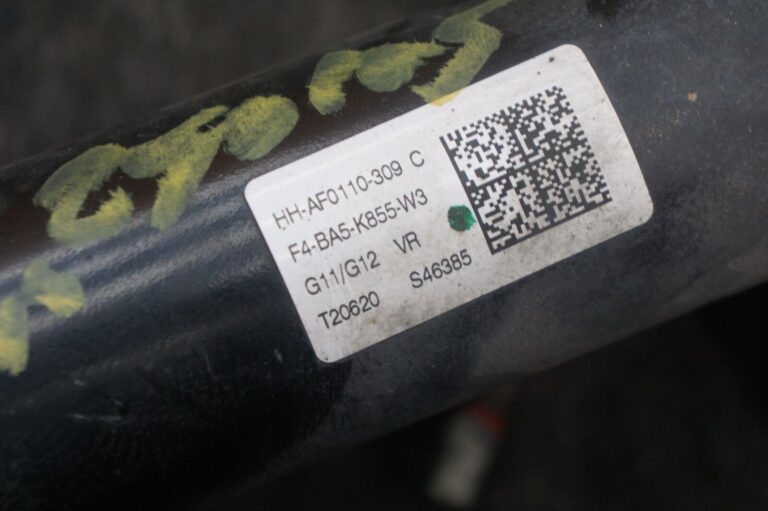 HH-AF0110-309 C
F4-BA5-K855-W3
G11/G12 VR
T20620 S46385